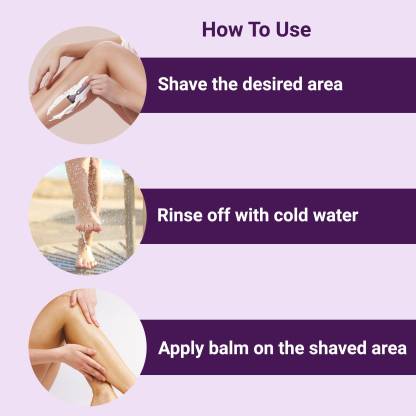 How To Use
Shave the desired area
Rinse off with cold water
Apply balm on the shaved area